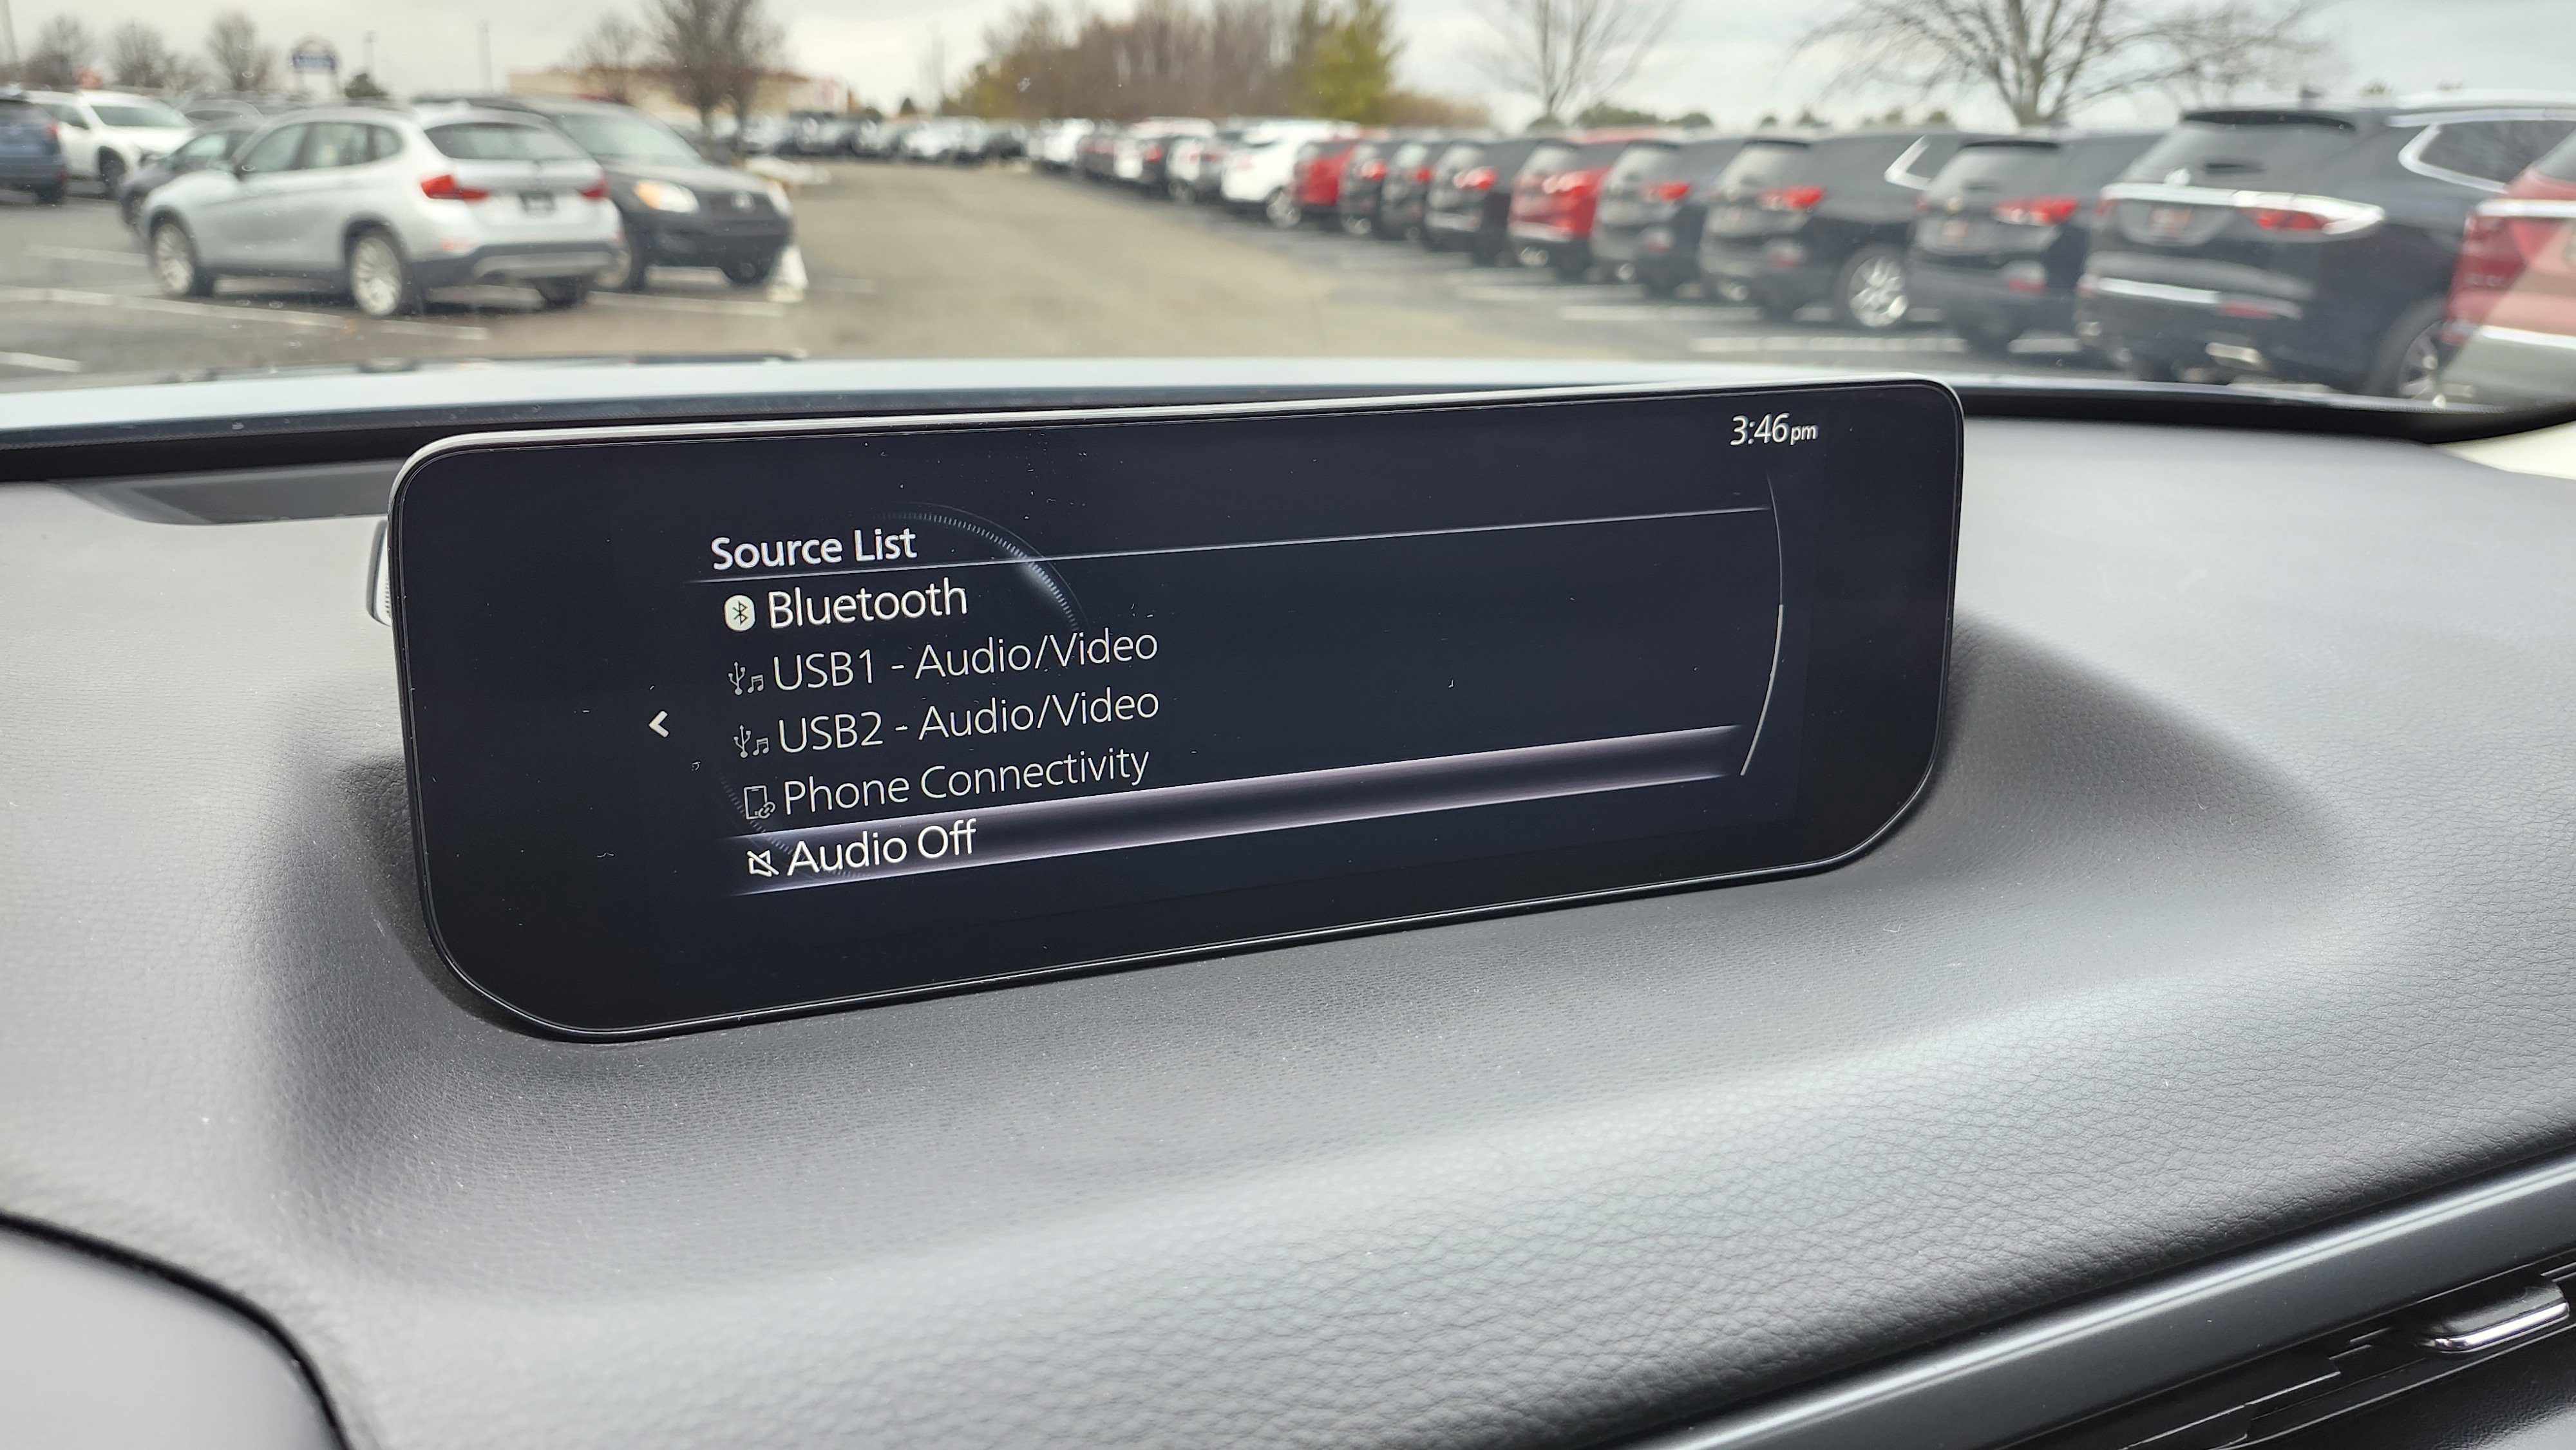 3:46pm
Source List
Bluetooth
USB1 - Audio/Video
USB2 - Audio/Video
Phone Connectivity
Audio Off